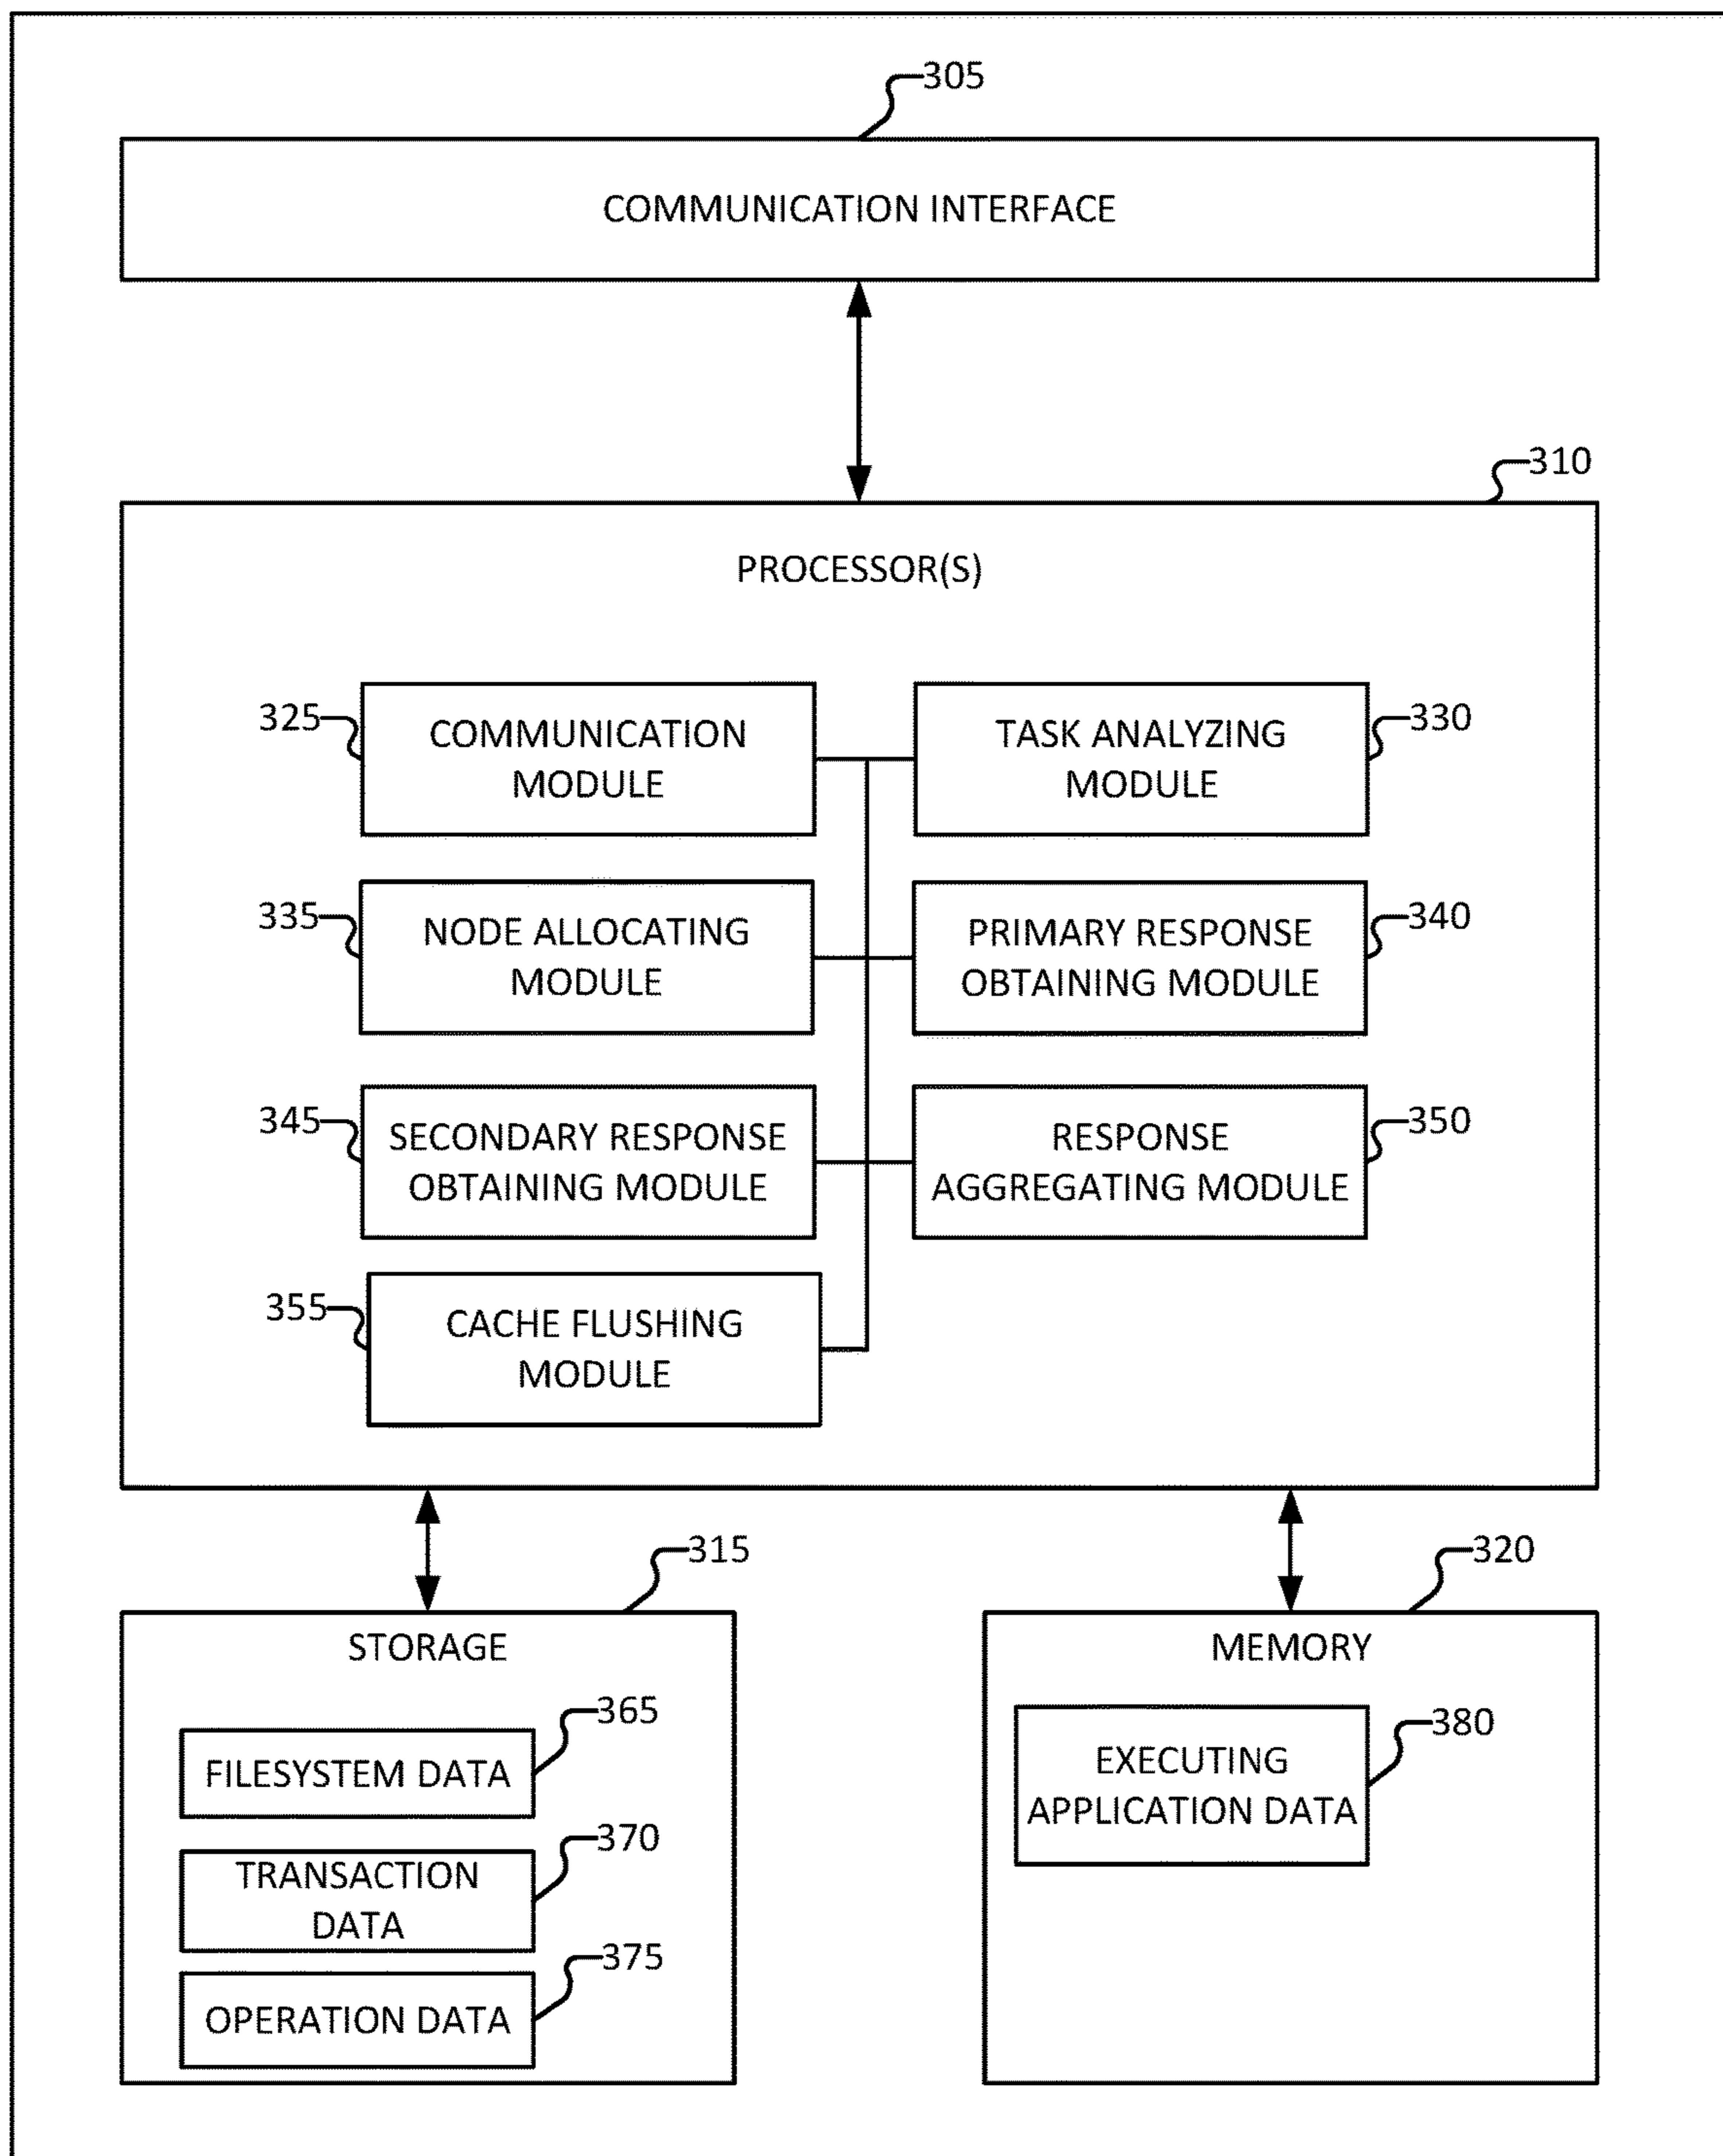 305
COMMUNICATION INTERFACE
310
PROCESSOR(S)
325
COMMUNICATION
MODULE
TASK ANALYZING
MODULE
330
335
NODE ALLOCATING
MODULE
PRIMARY RESPONSE
OBTAINING MODULE
340
345
SECONDARY RESPONSE
OBTAINING MODULE
RESPONSE
AGGREGATING MODULE
350
355
CACHE FLUSHING
MODULE
315
STORAGE
365
FILESYSTEM DATA
370
TRANSACTION
DATA
375
OPERATION DATA
320
MEMORY
380
EXECUTING
APPLICATION DATA